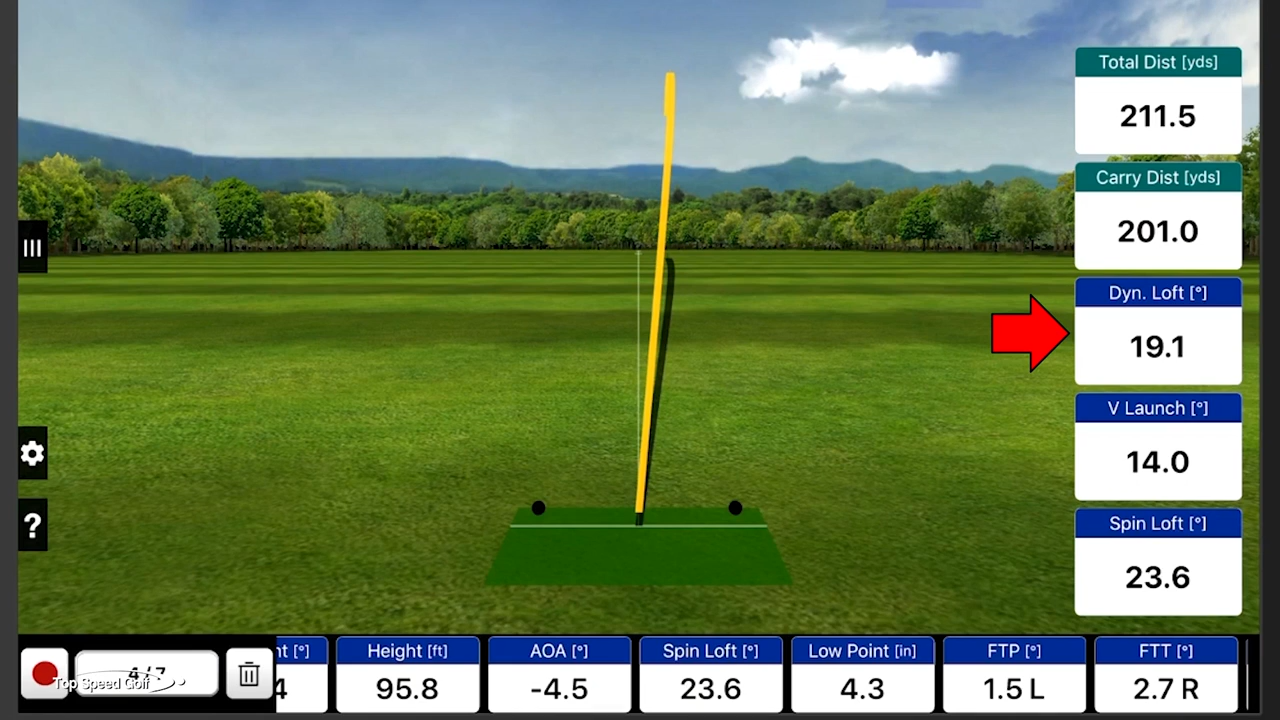 Total Dist [yds]
211.5
Carry Dist [yds]
201.0
Dyn. Loft [°]
19.1
V Launch [°]
14.0
Spin Loft [°]
23.6
?
nt [°]
4
Height [ft]
95.8
AOA [°]
-4.5
Spin Loft [°]
23.6
Low Point [in]
4.3
FTP [°]
1.5 L
FTT [°]
2.7 R
4 / 7
Top Speed Golf